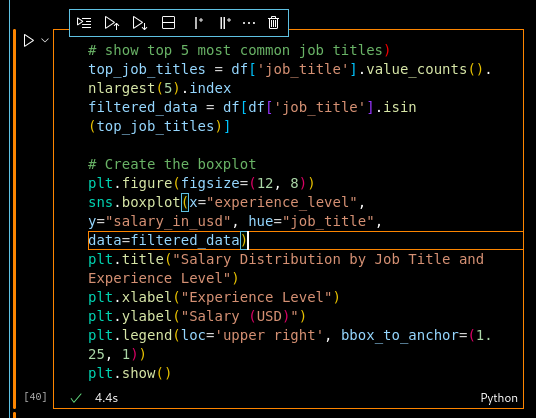 # show top 5 most common job titles)
top_job_titles = df['job_title'].value_counts().
nlargest(5).index
filtered_data = df[df['job_title'].isin
(top_job_titles)]
# Create the boxplot
plt.figure(figsize=(12, 8))
sns.boxplot(x="experience_level",
y="salary_in_usd", hue="job_title",
data=filtered_data)
plt.title("Salary Distribution by Job Title and
Experience Level")
plt.xlabel("Experience Level")
plt.ylabel("Salary (USD)")
plt.legend(loc='upper right', bbox_to_anchor=(1.
25, 1))
plt.show()
[40] 4.4s Python